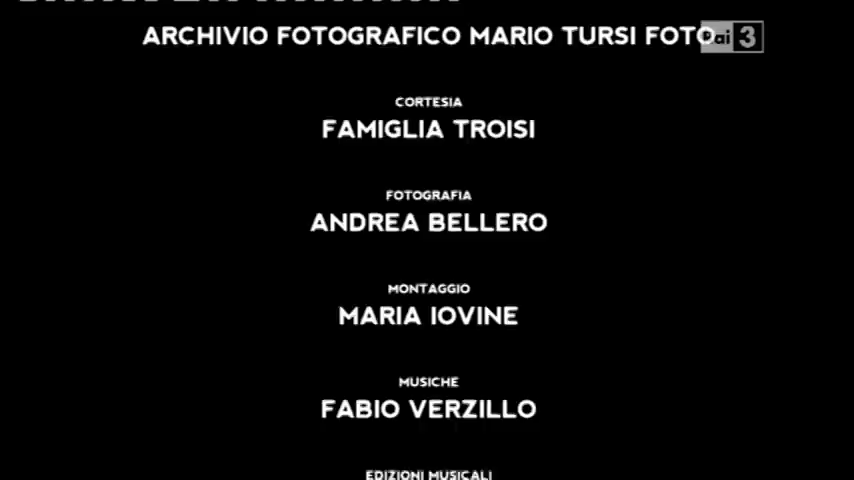 ARCHIVIO FOTOGRAFICO MARIO TURSI FOTO
Rai 3
CORTESIA
FAMIGLIA TROISI
FOTOGRAFIA
ANDREA BELLERO
MONTAGGIO
MARIA IOVINE
MUSICHE
FABIO VERZILLO
EDIZIONI MUSICALI